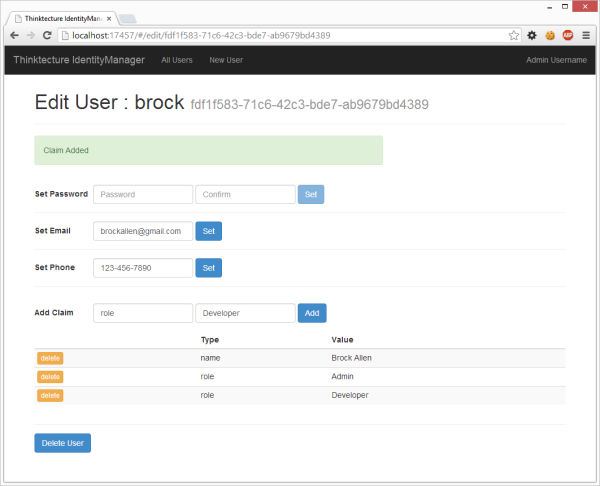 Thinktecture IdentityMana
localhost:17457/#/edit/fdf1f583-71c6-42c3-bde7-ab9679bd4389
ABP
Thinktecture IdentityManager All Users New User Admin Username
Edit User : brock fdf1f583-71c6-42c3-bde7-ab9679bd4389
Claim Added
Set Password Password Confirm Set
Set Email brockallen@gmail.com Set
Set Phone 123-456-7890 Set
Add Claim role Developer Add
Type Value
delete name Brock Allen
delete role Admin
delete role Developer
Delete User